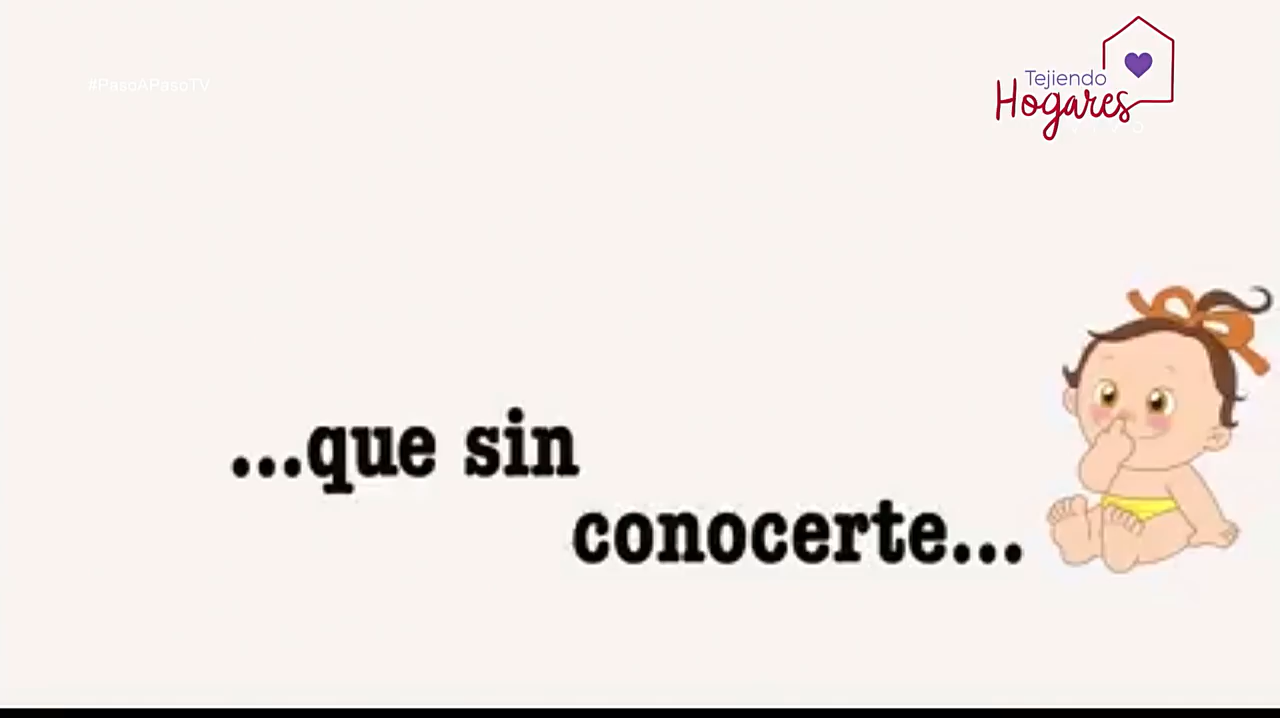 #PasoAPasoTV
Tejiendo
Hogares
...que sin
conocerte...